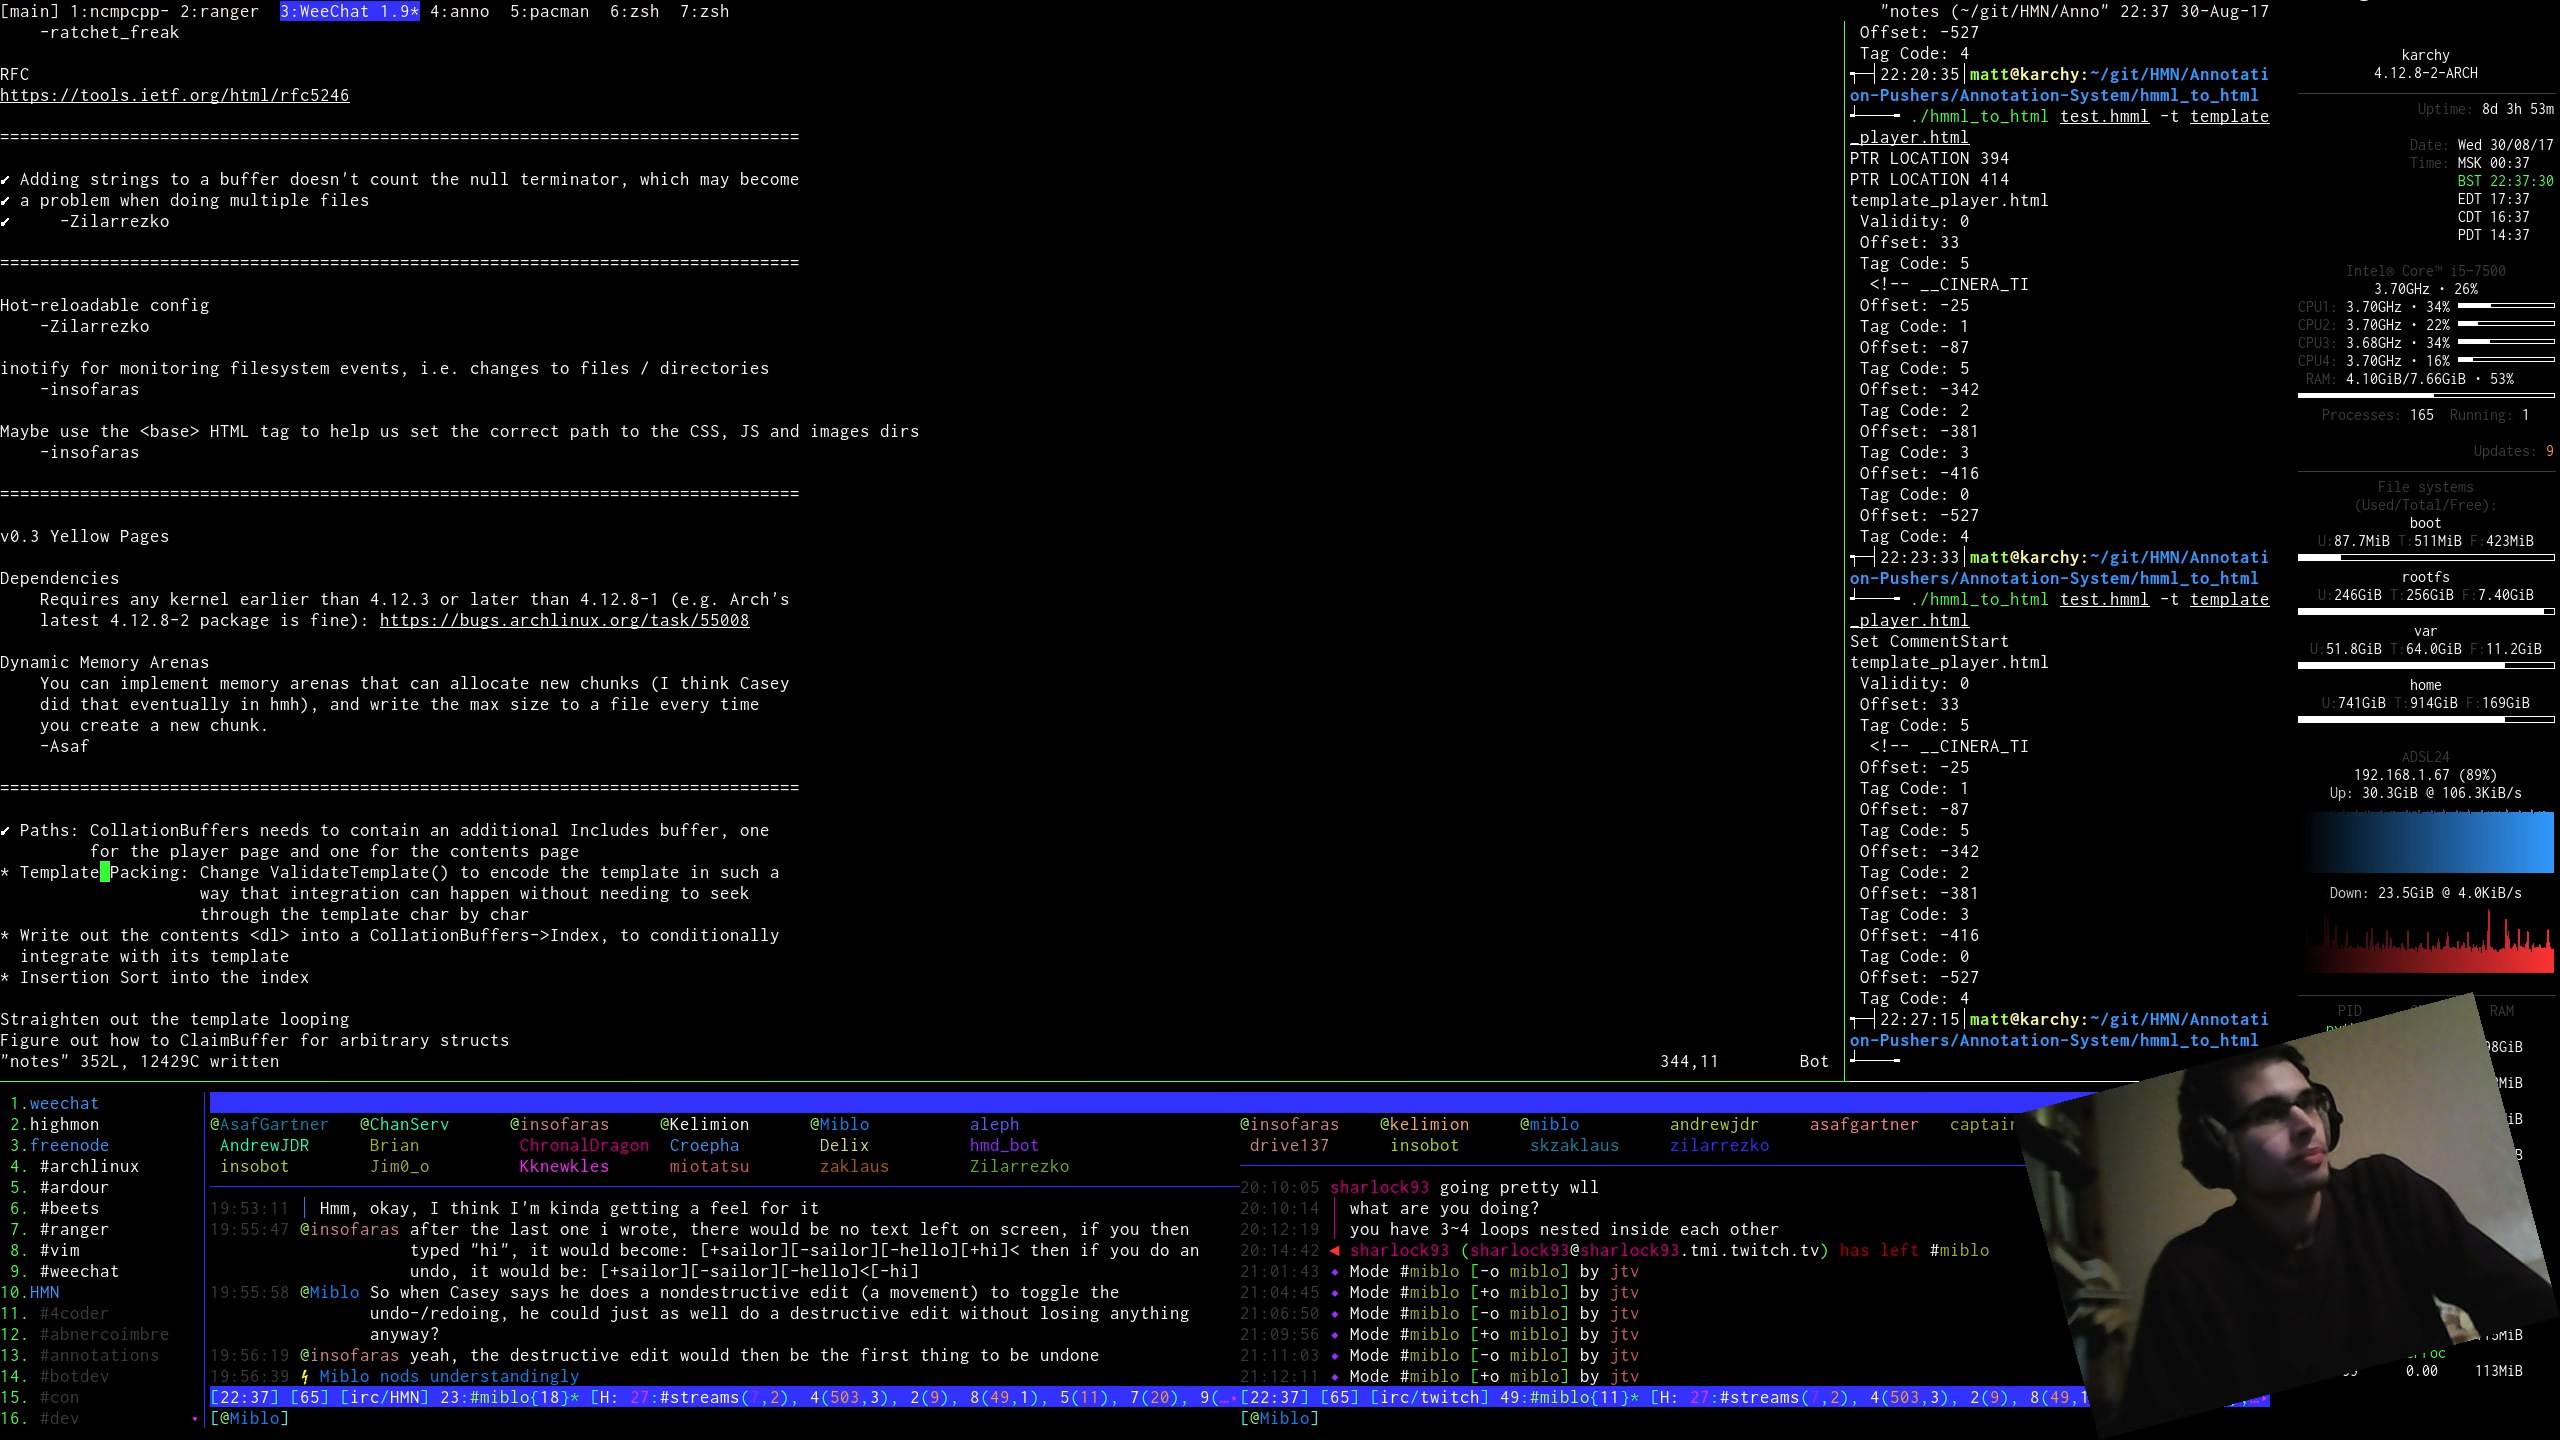 [main] 1:ncmpcpp- 2:ranger  3:WeeChat 1.9* 4:anno  5:pacman  6:zsh  7:zsh
"notes (~/git/HMN/Anno" 22:37 30-Aug-17
    -ratchet_freak
RFC
https://tools.ietf.org/html/rfc5246
================================================================================
✔ Adding strings to a buffer doesn't count the null terminator, which may become
✔ a problem when doing multiple files
✔     -Zilarrezko
================================================================================
Hot-reloadable config
    -Zilarrezko
inotify for monitoring filesystem events, i.e. changes to files / directories
    -insofaras
Maybe use the <base> HTML tag to help us set the correct path to the CSS, JS and images dirs
    -insofaras
================================================================================
v0.3 Yellow Pages
Dependencies
    Requires any kernel earlier than 4.12.3 or later than 4.12.8-1 (e.g. Arch's
    latest 4.12.8-2 package is fine): https://bugs.archlinux.org/task/55008
Dynamic Memory Arenas
    You can implement memory arenas that can allocate new chunks (I think Casey
    did that eventually in hmh), and write the max size to a file every time
    you create a new chunk.
    -Asaf
================================================================================
✔ Paths: CollationBuffers needs to contain an additional Includes buffer, one
         for the player page and one for the contents page
* Template Packing: Change ValidateTemplate() to encode the template in such a
                    way that integration can happen without needing to seek
                    through the template char by char
* Write out the contents <dl> into a CollationBuffers->Index, to conditionally
  integrate with its template
* Insertion Sort into the index
Straighten out the template looping
Figure out how to ClaimBuffer for arbitrary structs
"notes" 352L, 12429C written
344,11        Bot
 Offset: -527
 Tag Code: 4
22:20:35 matt@karchy:~/git/HMN/Annotati
on-Pushers/Annotation-System/hmml_to_html
./hmml_to_html test.hmml -t template
_player.html
PTR LOCATION 394
PTR LOCATION 414
template_player.html
 Validity: 0
 Offset: 33
 Tag Code: 5
  <!-- __CINERA_TI
 Offset: -25
 Tag Code: 1
 Offset: -87
 Tag Code: 5
 Offset: -342
 Tag Code: 2
 Offset: -381
 Tag Code: 3
 Offset: -416
 Tag Code: 0
 Offset: -527
 Tag Code: 4
22:23:33 matt@karchy:~/git/HMN/Annotati
on-Pushers/Annotation-System/hmml_to_html
./hmml_to_html test.hmml -t template
_player.html
Set CommentStart
template_player.html
 Validity: 0
 Offset: 33
 Tag Code: 5
  <!-- __CINERA_TI
 Offset: -25
 Tag Code: 1
 Offset: -87
 Tag Code: 5
 Offset: -342
 Tag Code: 2
 Offset: -381
 Tag Code: 3
 Offset: -416
 Tag Code: 0
 Offset: -527
 Tag Code: 4
22:27:15 matt@karchy:~/git/HMN/Annotati
on-Pushers/Annotation-System/hmml_to_html
karchy
4.12.8-2-ARCH
Uptime: 8d 3h 53m
Date: Wed 30/08/17
Time: MSK 00:37
BST 22:37:30
EDT 17:37
CDT 16:37
PDT 14:37
Intel® Core™ i5-7500
3.70GHz • 26%
CPU1: 3.70GHz • 34%
CPU2: 3.70GHz • 22%
CPU3: 3.68GHz • 34%
CPU4: 3.70GHz • 16%
RAM: 4.10GiB/7.66GiB • 53%
Processes: 165  Running: 1
Updates: 9
File systems
(Used/Total/Free):
boot
U:87.7MiB T:511MiB F:423MiB
rootfs
U:246GiB T:256GiB F:7.40GiB
var
U:51.8GiB T:64.0GiB F:11.2GiB
home
U:741GiB T:914GiB F:169GiB
ADSL24
192.168.1.67 (89%)
Up: 30.3GiB @ 106.3KiB/s
Down: 23.5GiB @ 4.0KiB/s
PID RAM
0.00 113MiB
1.weechat
2.highmon
3.freenode
4. #archlinux
5. #ardour
6. #beets
7. #ranger
8. #vim
9. #weechat
10.HMN
11. #4coder
12. #abnercoimbre
13. #annotations
14. #botdev
15. #con
16. #dev
@AsafGartner @ChanServ @insofaras @Kelimion @Miblo aleph
AndrewJDR Brian ChronalDragon Croepha Delix hmd_bot
insobot Jim0_o Kknewkles miotatsu zaklaus Zilarrezko
19:53:11 Hmm, okay, I think I'm kinda getting a feel for it
19:55:47 @insofaras after the last one i wrote, there would be no text left on screen, if you then
typed "hi", it would become: [+sailor][-sailor][-hello][+hi]< then if you do an
undo, it would be: [+sailor][-sailor][-hello]<[-hi]
19:55:58 @Miblo So when Casey says he does a nondestructive edit (a movement) to toggle the
undo-/redoing, he could just as well do a destructive edit without losing anything
anyway?
19:56:19 @insofaras yeah, the destructive edit would then be the first thing to be undone
19:56:39 Miblo nods understandingly
[22:37] [65] [irc/HMN] 23:#miblo{18}* [H: 27:#streams(7,2), 4(503,3), 2(9), 8(49,1), 5(11), 7(20), 9(…
[@Miblo]
@insofaras @kelimion @miblo andrewjdr asafgartner captain
drive137 insobot skzaklaus zilarrezko
20:10:05 sharlock93 going pretty wll
20:10:14 what are you doing?
20:12:19 you have 3~4 loops nested inside each other
20:14:42 ◀ sharlock93 (sharlock93@sharlock93.tmi.twitch.tv) has left #miblo
21:01:43 Mode #miblo [-o miblo] by jtv
21:04:45 Mode #miblo [+o miblo] by jtv
21:06:50 Mode #miblo [-o miblo] by jtv
21:09:56 Mode #miblo [+o miblo] by jtv
21:11:03 Mode #miblo [-o miblo] by jtv
21:12:11 Mode #miblo [+o miblo] by jtv
[22:37] [65] [irc/twitch] 49:#miblo{11}* [H: 27:#streams(7,2), 4(503,3), 2(9), 8(49,1
[@Miblo]